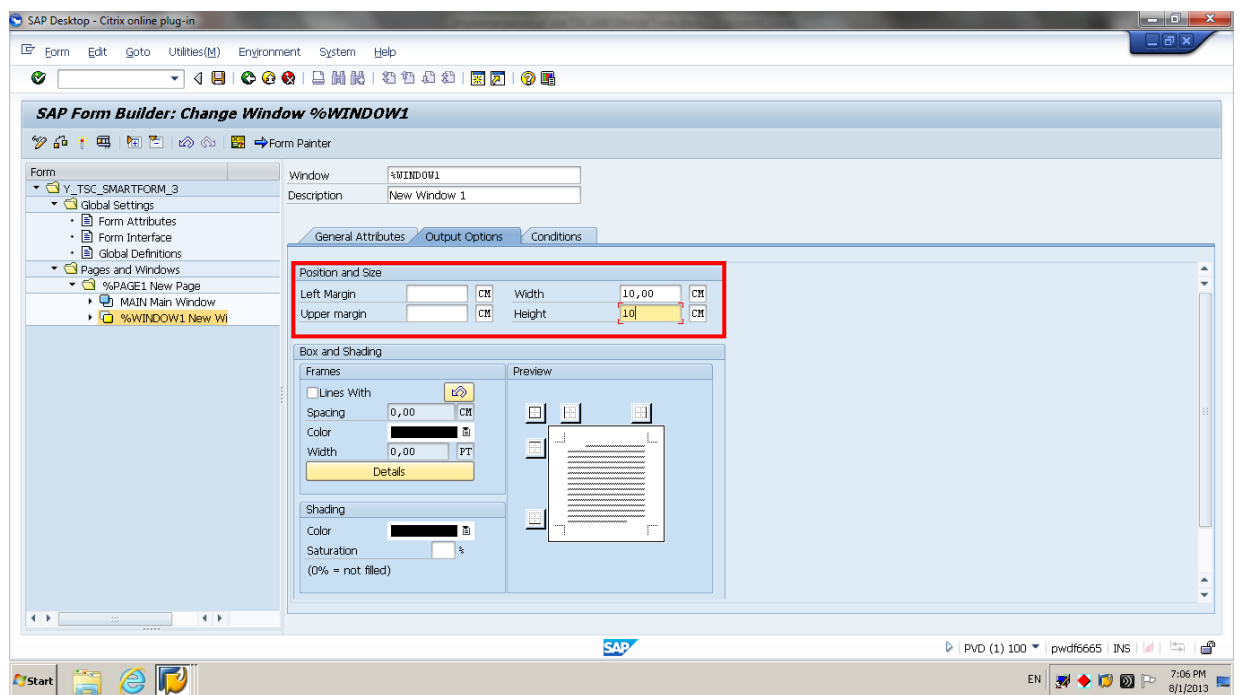 SAP Desktop - Citrix online plug-in
Form Edit Goto Utilities(M) Environment System Help
SAP Form Builder: Change Window %WINDOW1
Form Painter
Form
Y_TSC_SMARTFORM_3
Global Settings
Form Attributes
Form Interface
Global Definitions
Pages and Windows
%PAGE1 New Page
MAIN Main Window
%WINDOW1 New Wi
Window %WINDOW1
Description New Window 1
General Attributes Output Options Conditions
Position and Size
Left Margin CM Width 10,00 CM
Upper margin CM Height 10 CM
Box and Shading
Frames
Lines With
Spacing 0,00 CM
Color
Width 0,00 PT
Details
Preview
Shading
Color
Saturation %
(0% = not filled)
SAP
PVD (1) 100 pwdf6665 INS
Start
EN
7:06 PM
8/1/2013